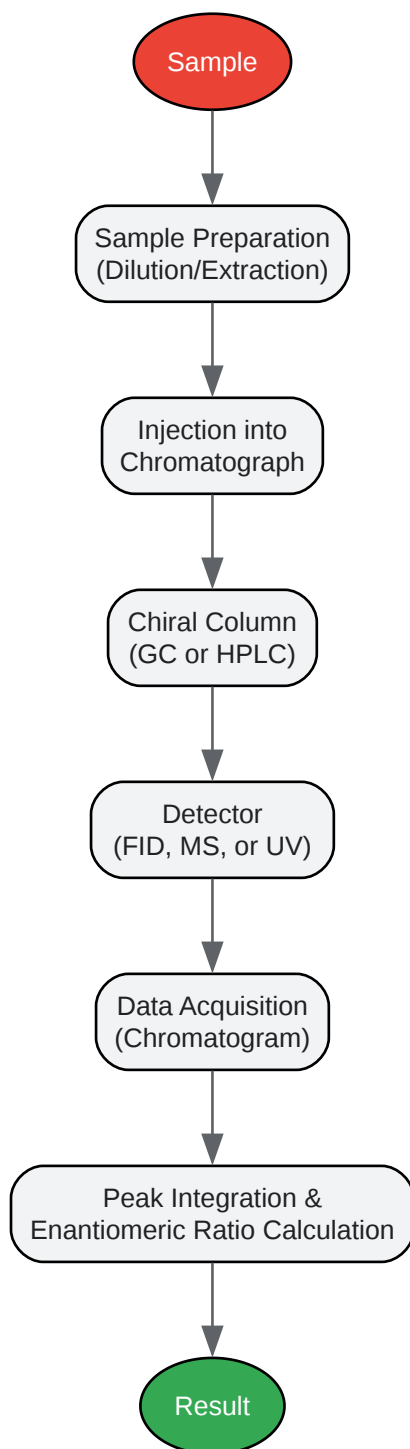 Sample
Sample Preparation
(Dilution/Extraction)
Injection into
Chromatograph
Chiral Column
(GC or HPLC)
Detector
(FID, MS, or UV)
Data Acquisition
(Chromatogram)
Peak Integration &
Enantiomeric Ratio Calculation
Result